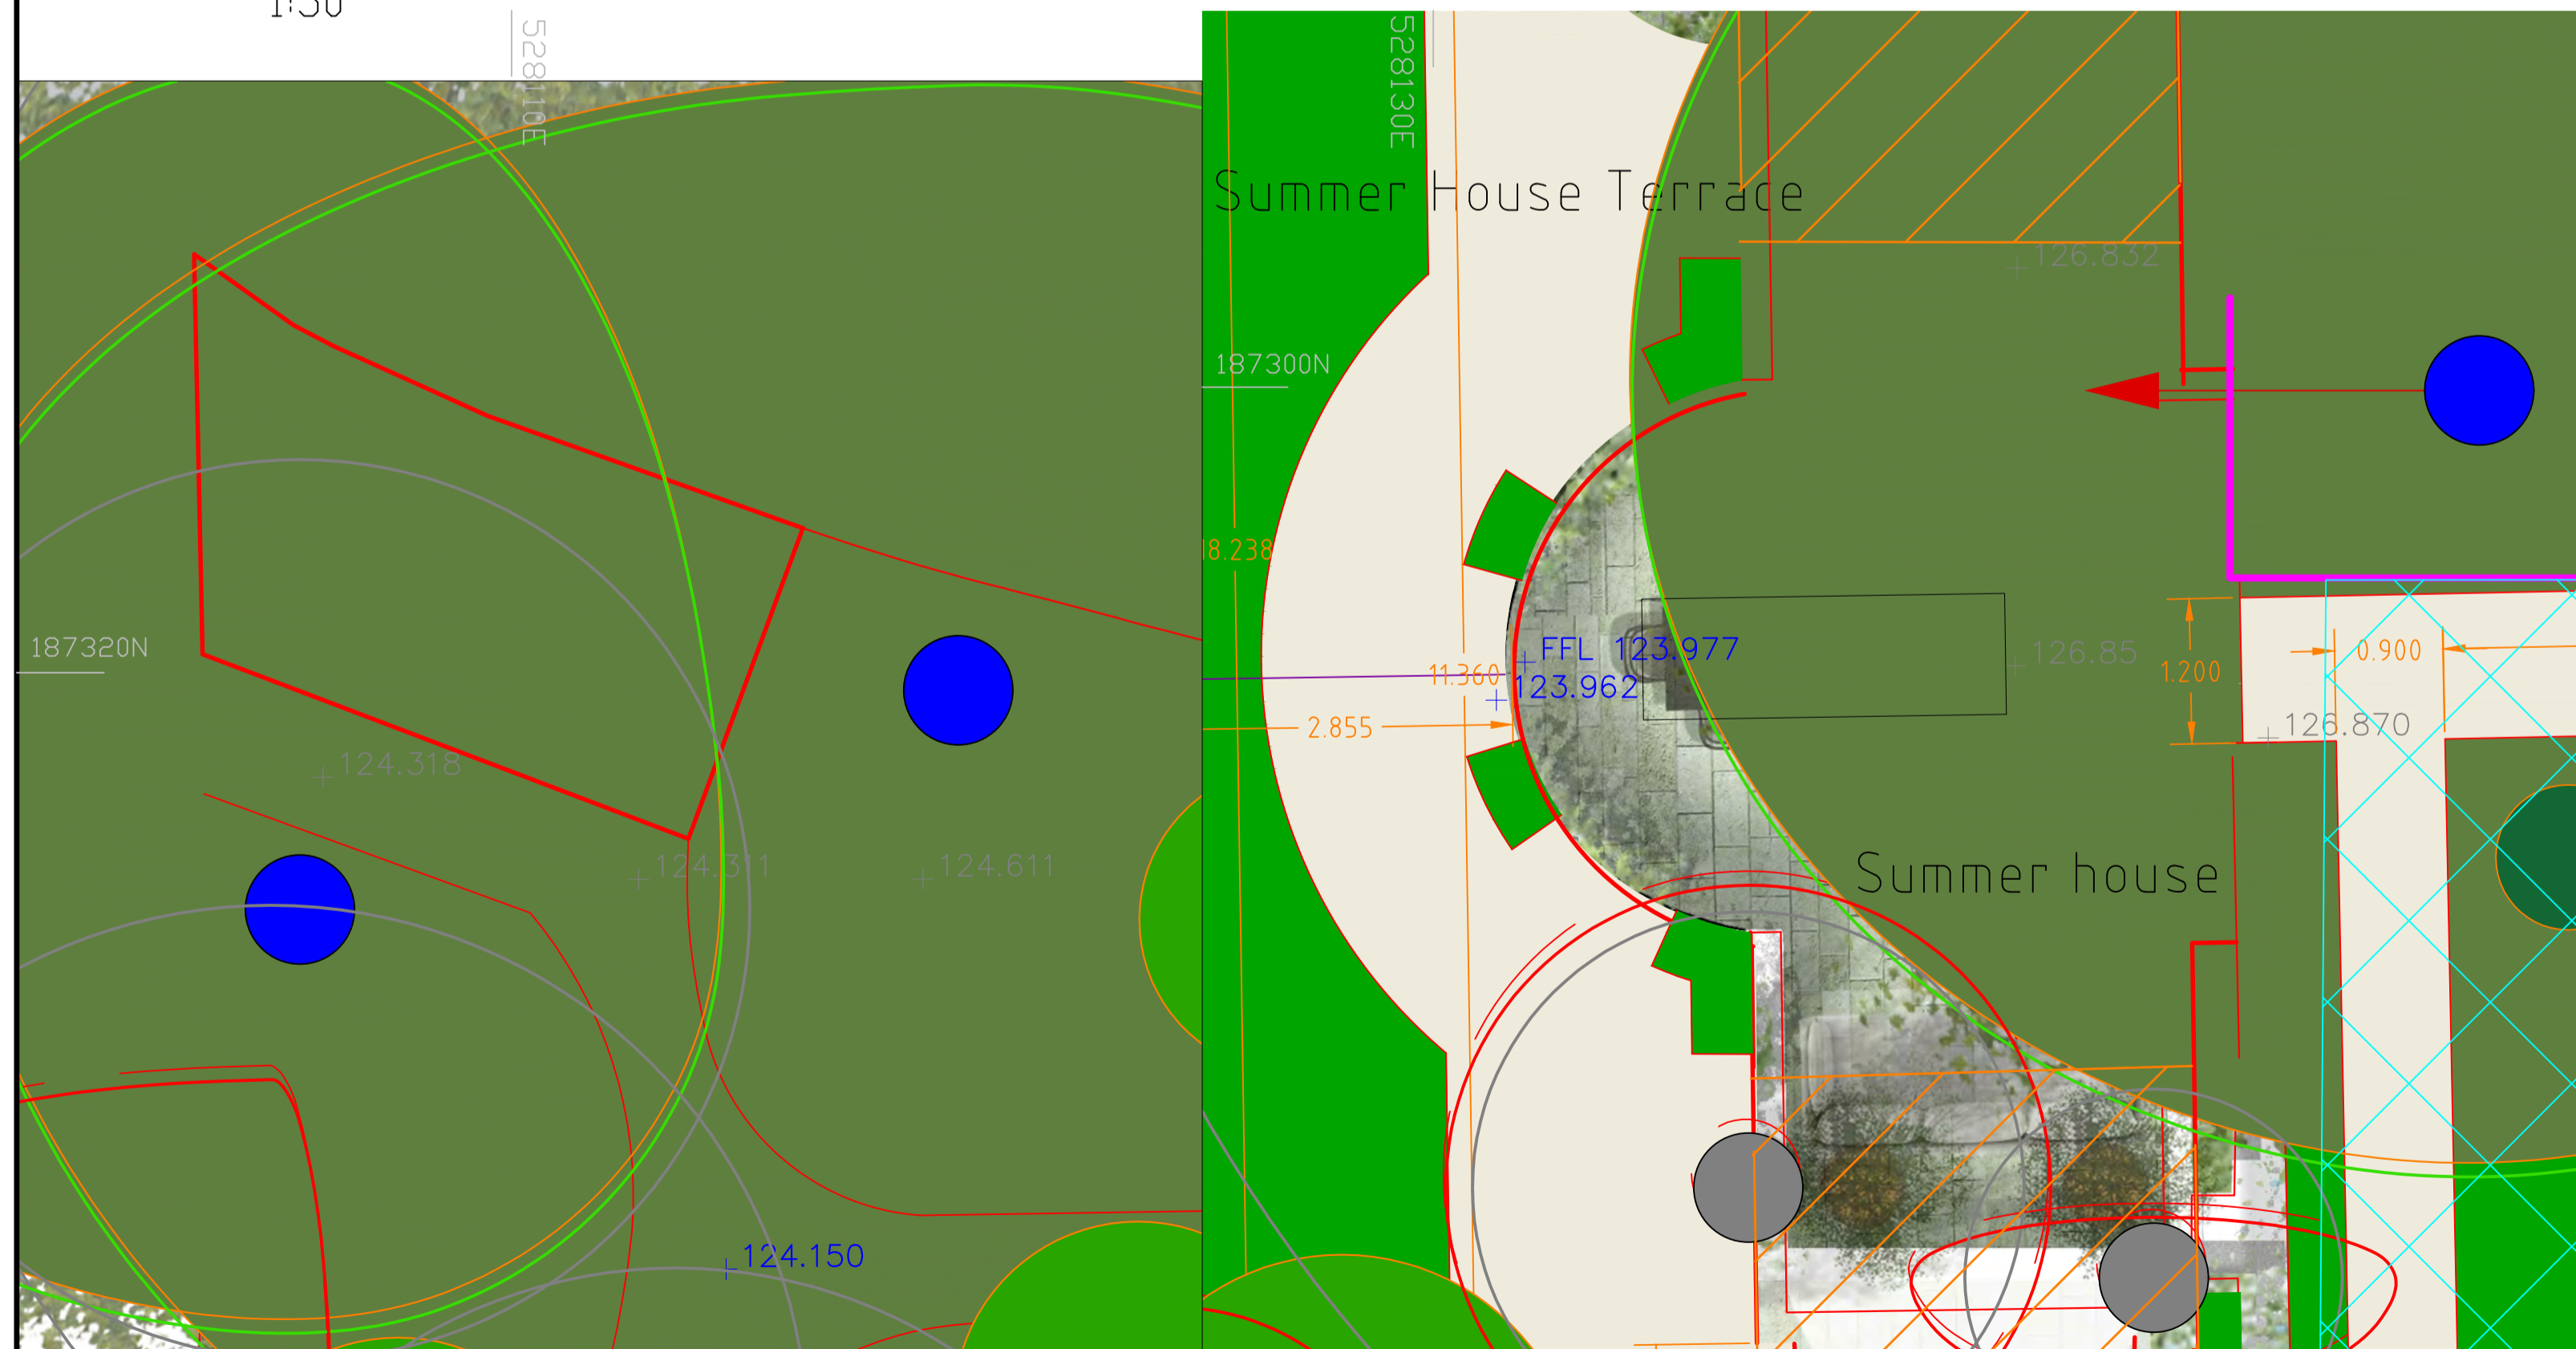 1:50
528110E
528130E
Summer House Terrace
126.832
187300N
18.238
187320N
FFL 123.977
126.85
0.900
11.360
1.200
123.962
2.855
126.870
124.318
124.311
124.611
Summer house
124.150